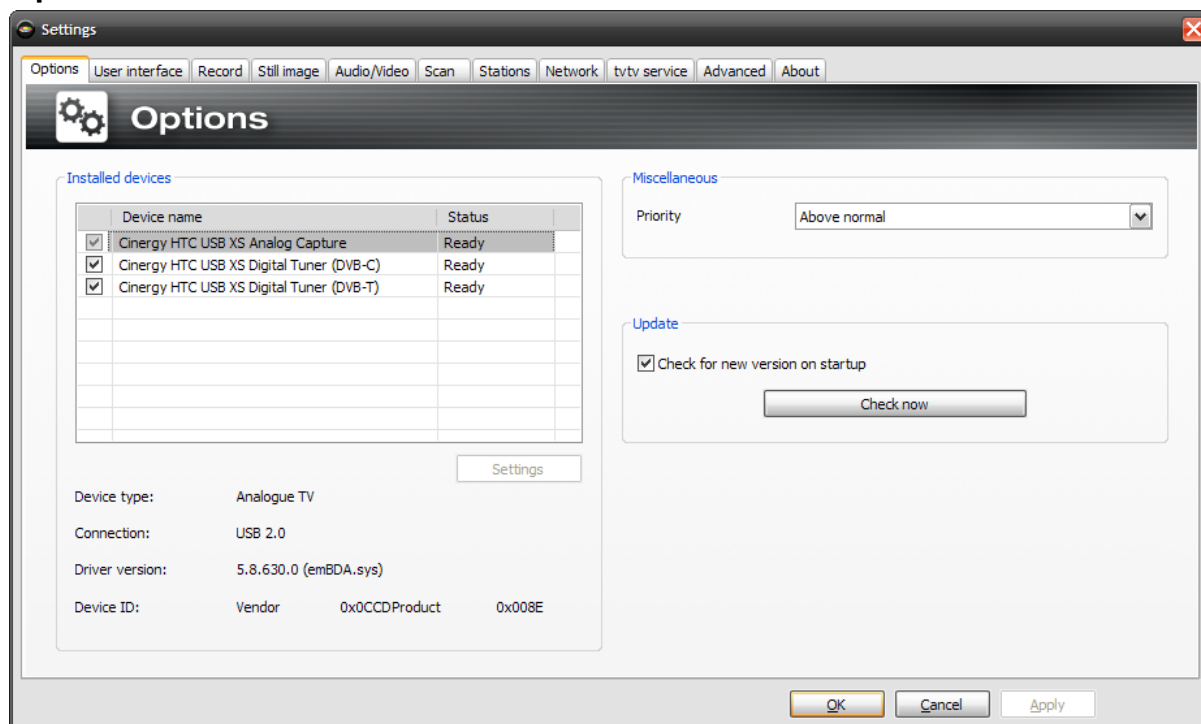 Settings
Options User interface Record Still image Audio/Video Scan Stations Network tvtv service Advanced About
Options
Installed devices
Device name Status
Cinergy HTC USB XS Analog Capture Ready
Cinergy HTC USB XS Digital Tuner (DVB-C) Ready
Cinergy HTC USB XS Digital Tuner (DVB-T) Ready
Settings
Device type: Analogue TV
Connection: USB 2.0
Driver version: 5.8.630.0 (emBDA.sys)
Device ID: Vendor 0x0CCDProduct 0x008E
Miscellaneous
Priority Above normal
Update
Check for new version on startup
Check now
OK Cancel Apply